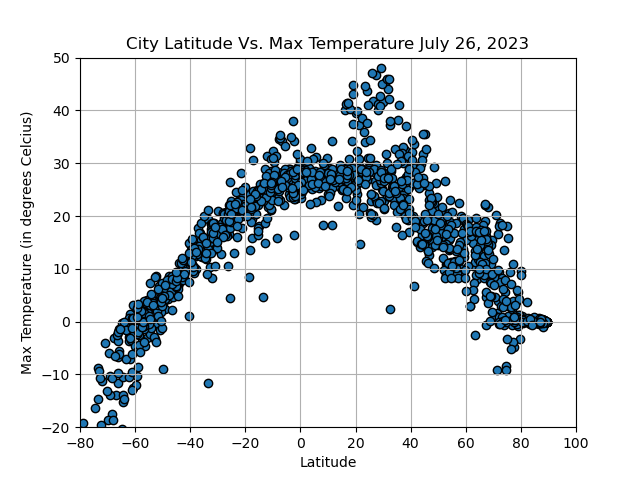 City Latitude Vs. Max Temperature July 26, 2023
50
40
30
20
10
0
−10
−20
Max Temperature (in degrees Celcius)
−80 −60 −40 −20 0 20 40 60 80 100
Latitude